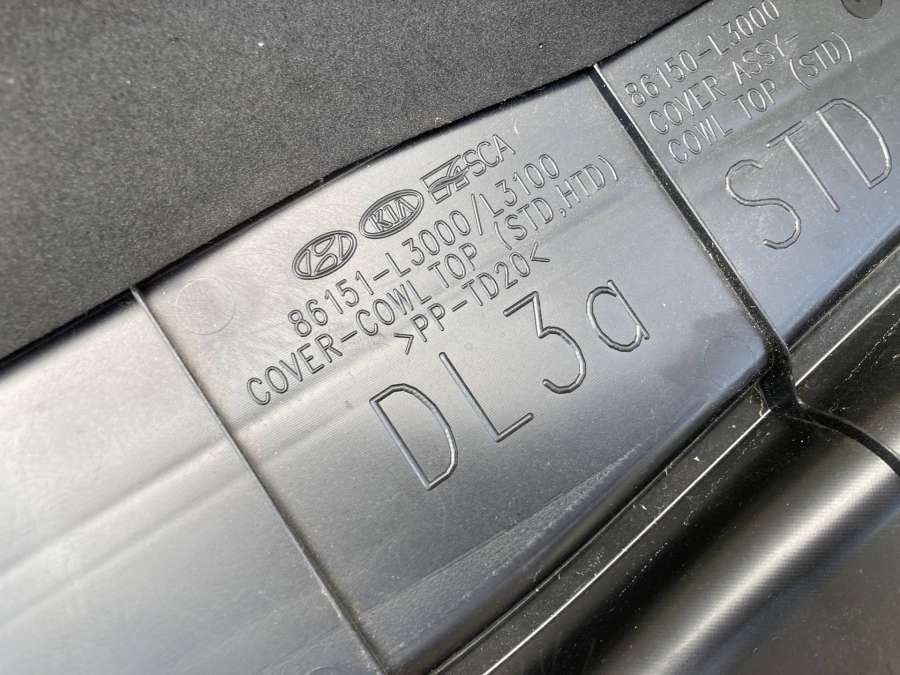 KIA SCA
86151-L3000/L3100
COVER-COWL TOP (STD,HTD)
>PP-TD20<
DL3a
86150-L3000
COVER ASSY-
COWL TOP (STD)
STD